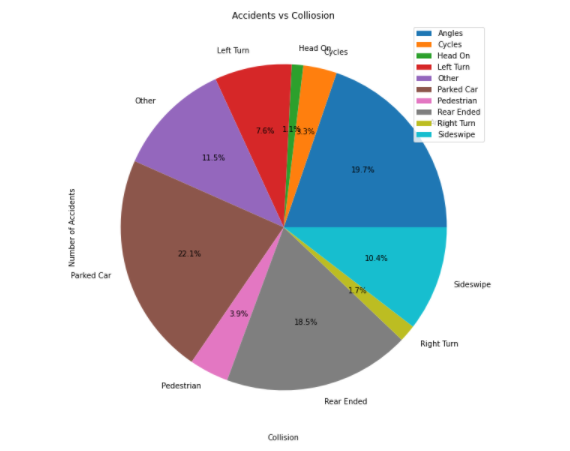 Accidents vs Colliosion
Left Turn
Head On
Cycles
Angles
Cycles
Head On
Left Turn
Other
Parked Car
Pedestrian
Rear Ended
Right Turn
Sideswipe
Other
7.6%
1.1%
3.3%
11.5%
19.7%
Number of Accidents
22.1%
10.4%
Parked Car
Sideswipe
1.7%
3.9%
18.5%
Right Turn
Pedestrian
Rear Ended
Collision